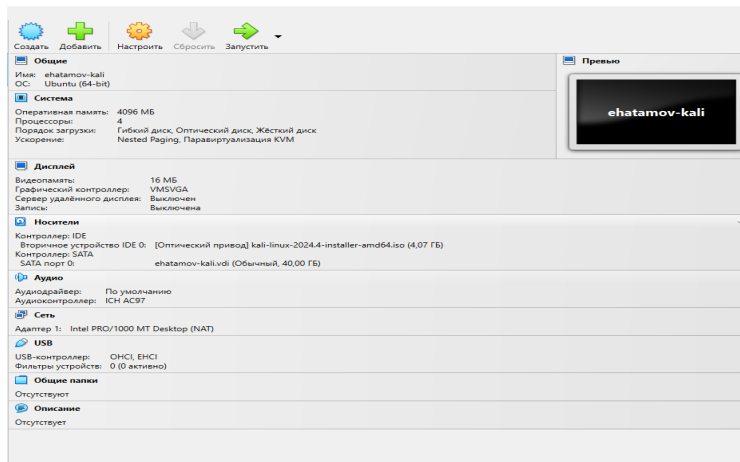 Создать Добавить Настроить Сбросить Запустить
Общие
Имя: ehatamov-kali
ОС: Ubuntu (64-bit)
Превью
ehatamov-kali
Система
Оперативная память: 4096 МБ
Процессоры: 4
Порядок загрузки: Гибкий диск, Оптический диск, Жёсткий диск
Ускорение: Nested Paging, Паравиртуализация KVM
Дисплей
Видеопамять: 16 МБ
Графический контроллер: VMSVGA
Сервер удалённого дисплея: Выключен
Запись: Выключена
Носители
Контроллер: IDE
Вторичное устройство IDE 0: [Оптический привод] kali-linux-2024.4-installer-amd64.iso (4,07 ГБ)
Контроллер: SATA
SATA порт 0: ehatamov-kali.vdi (Обычный, 40,00 ГБ)
Аудио
Аудиодрайвер: По умолчанию
Аудиоконтроллер: ICH AC97
Сеть
Адаптер 1: Intel PRO/1000 MT Desktop (NAT)
USB
USB-контроллер: OHCI, EHCI
Фильтры устройств: 0 (0 активно)
Общие папки
Отсутствуют
Описание
Отсутствует